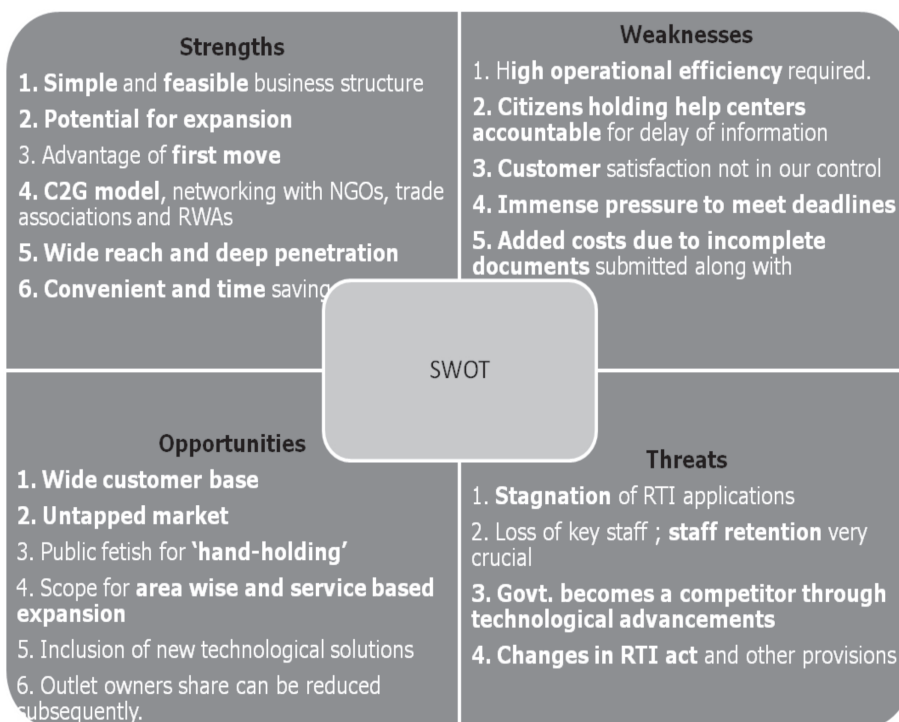 Strengths
1. Simple and feasible business structure
2. Potential for expansion
3. Advantage of first move
4. C2G model, networking with NGOs, trade
associations and RWAs
5. Wide reach and deep penetration
6. Convenient and time saving
Weaknesses
1. High operational efficiency required.
2. Citizens holding help centers
accountable for delay of information
3. Customer satisfaction not in our control
4. Immense pressure to meet deadlines
5. Added costs due to incomplete
documents submitted along with
SWOT
Opportunities
1. Wide customer base
2. Untapped market
3. Public fetish for ‘hand-holding’
4. Scope for area wise and service based
expansion
5. Inclusion of new technological solutions
6. Outlet owners share can be reduced
subsequently.
Threats
1. Stagnation of RTI applications
2. Loss of key staff ; staff retention very
crucial
3. Govt. becomes a competitor through
technological advancements
4. Changes in RTI act and other provisions